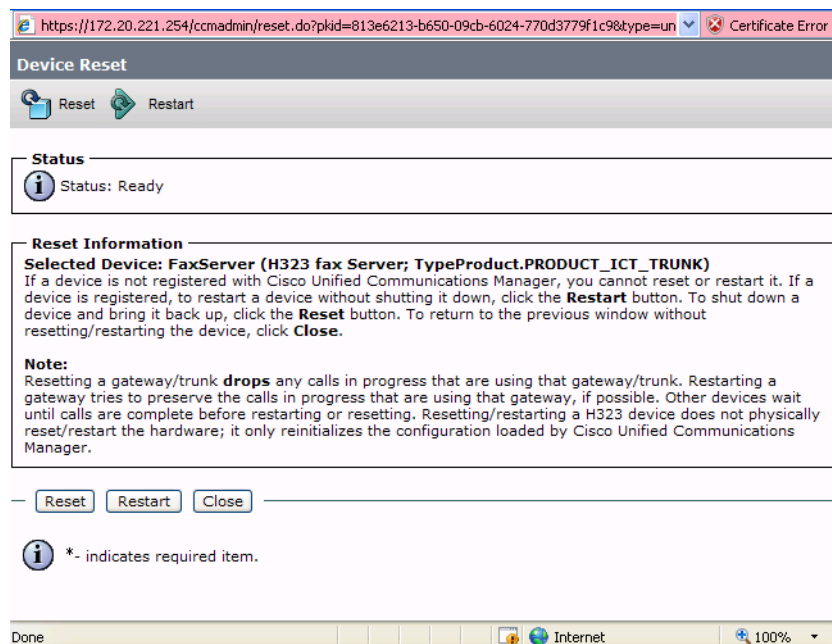 https://172.20.221.254/ccmadmin/reset.do?pkid=813e6213-b650-09cb-6024-770d3779f1c9&type=un Certificate Error
Device Reset
Reset Restart
Status
Status: Ready
Reset Information
Selected Device: FaxServer (H323 fax Server; TypeProduct.PRODUCT_ICT_TRUNK)
If a device is not registered with Cisco Unified Communications Manager, you cannot reset or restart it. If a
device is registered, to restart a device without shutting it down, click the Restart button. To shut down a
device and bring it back up, click the Reset button. To return to the previous window without
resetting/restarting the device, click Close.
Note:
Resetting a gateway/trunk drops any calls in progress that are using that gateway/trunk. Restarting a
gateway tries to preserve the calls in progress that are using that gateway, if possible. Other devices wait
until calls are complete before restarting or resetting. Resetting/restarting a H323 device does not physically
reset/restart the hardware; it only reinitializes the configuration loaded by Cisco Unified Communications
Manager.
Reset Restart Close
*- indicates required item.
Done Internet 100%